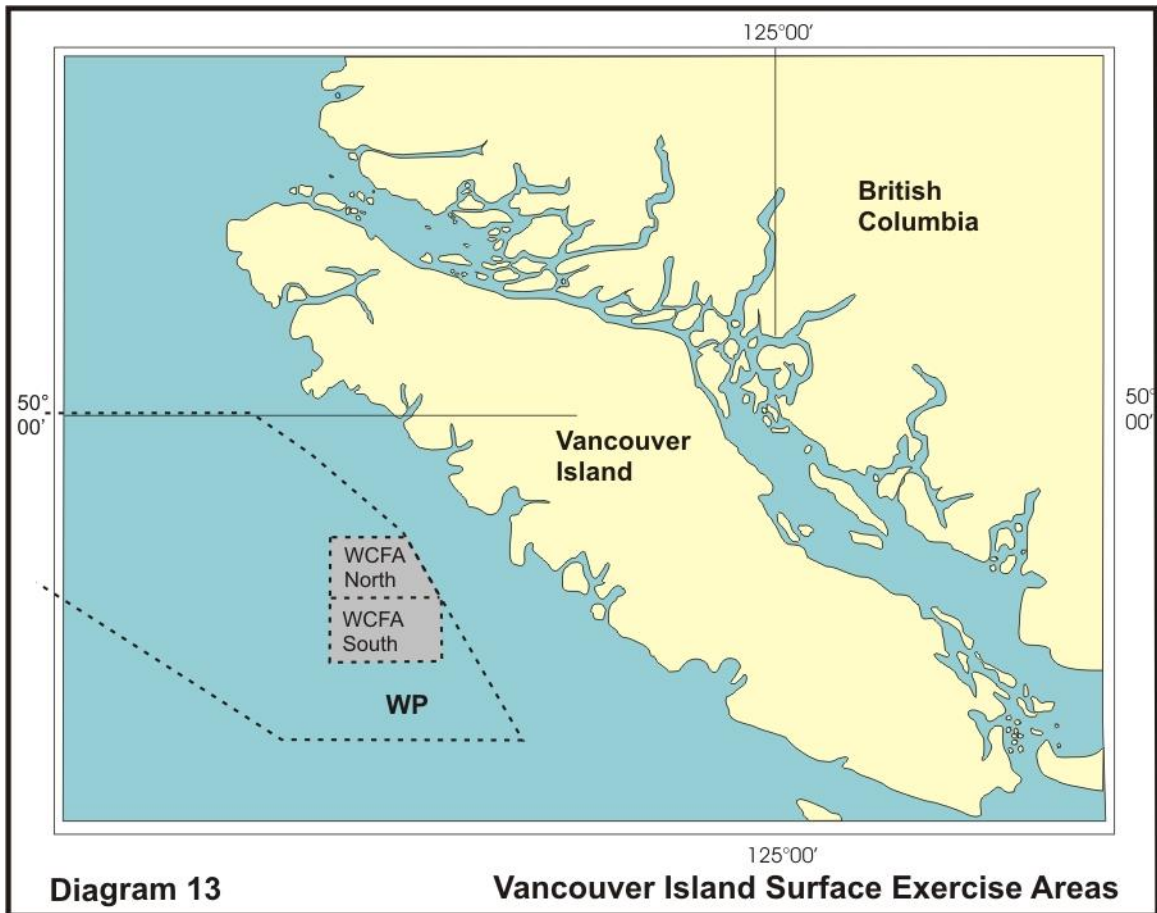 125°00'
British
Columbia
50°
00'
50°
00'
Vancouver
Island
WCFA
North
WCFA
South
WP
125°00'
Diagram 13
Vancouver Island Surface Exercise Areas